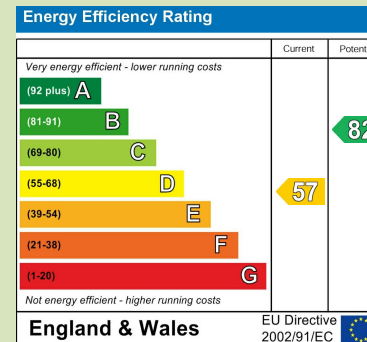 Energy Efficiency Rating
Current Potent
Very energy efficient - lower running costs
(92 plus) A
(81-91) B
82
(69-80) C
(55-68) D
57
(39-54) E
(21-38) F
(1-20) G
Not energy efficient - higher running costs
England & Wales
EU Directive
2002/91/EC